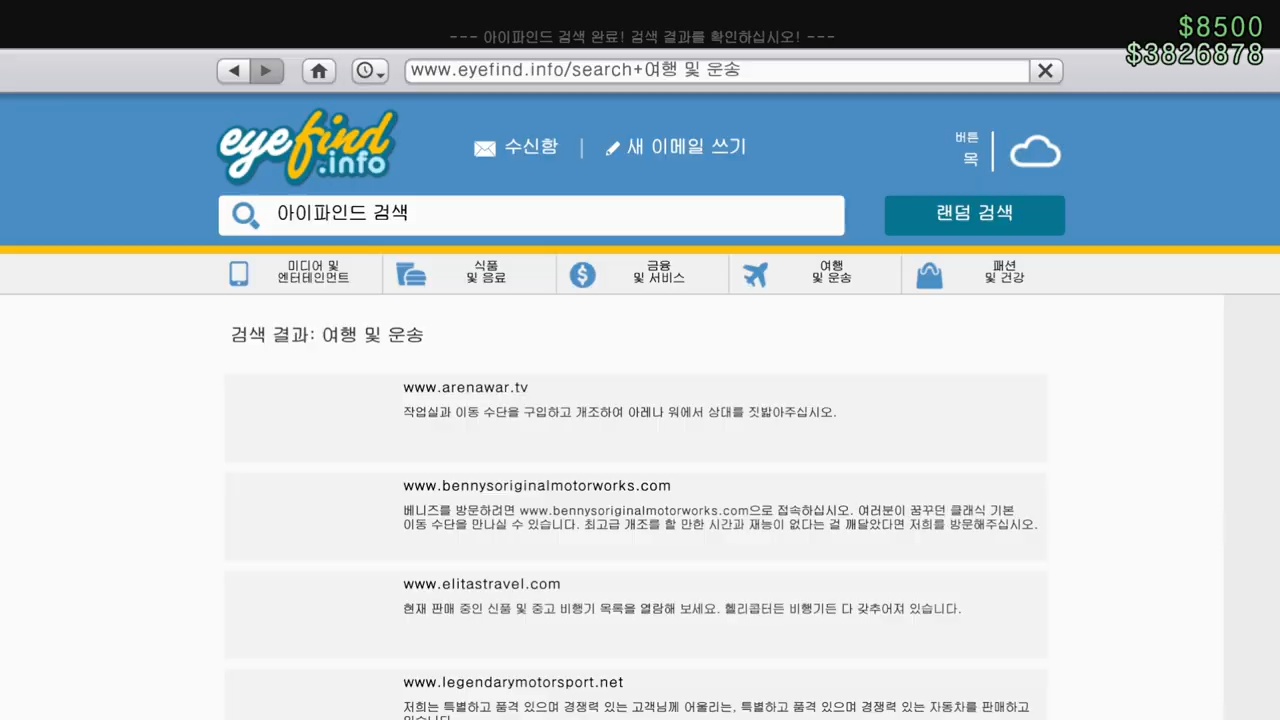 $8500
--- 아이파인드 검색 완료! 검색 결과를 확인하십시오! ---
$3826878
www.eyefind.info/search+여행 및 운송
eyefind.info
수신함
새 이메일 쓰기
버튼
목
아이파인드 검색
랜덤 검색
미디어 및
엔터테인먼트
식품
및 음료
금융
및 서비스
여행
및 운송
패션
및 건강
검색 결과: 여행 및 운송
www.arenawar.tv
작업실과 이동 수단을 구입하고 개조하여 아레나 워에서 상대를 짓밟아주십시오.
www.bennysoriginalmotorworks.com
베니즈를 방문하려면 www.bennysoriginalmotorworks.com으로 접속하십시오. 여러분이 꿈꾸던 클래식 기본
이동 수단을 만나실 수 있습니다. 최고급 개조를 할 만한 시간과 재능이 없다는 걸 깨달았다면 저희를 방문해주십시오.
www.elitastravel.com
현재 판매 중인 신품 및 중고 비행기 목록을 열람해 보세요. 헬리콥터든 비행기든 다 갖추어져 있습니다.
www.legendarymotorsport.net
저희는 특별하고 품격 있으며 경쟁력 있는 고객님께 어울리는, 특별하고 품격 있으며 경쟁력 있는 자동차를 판매하고
있습니다.